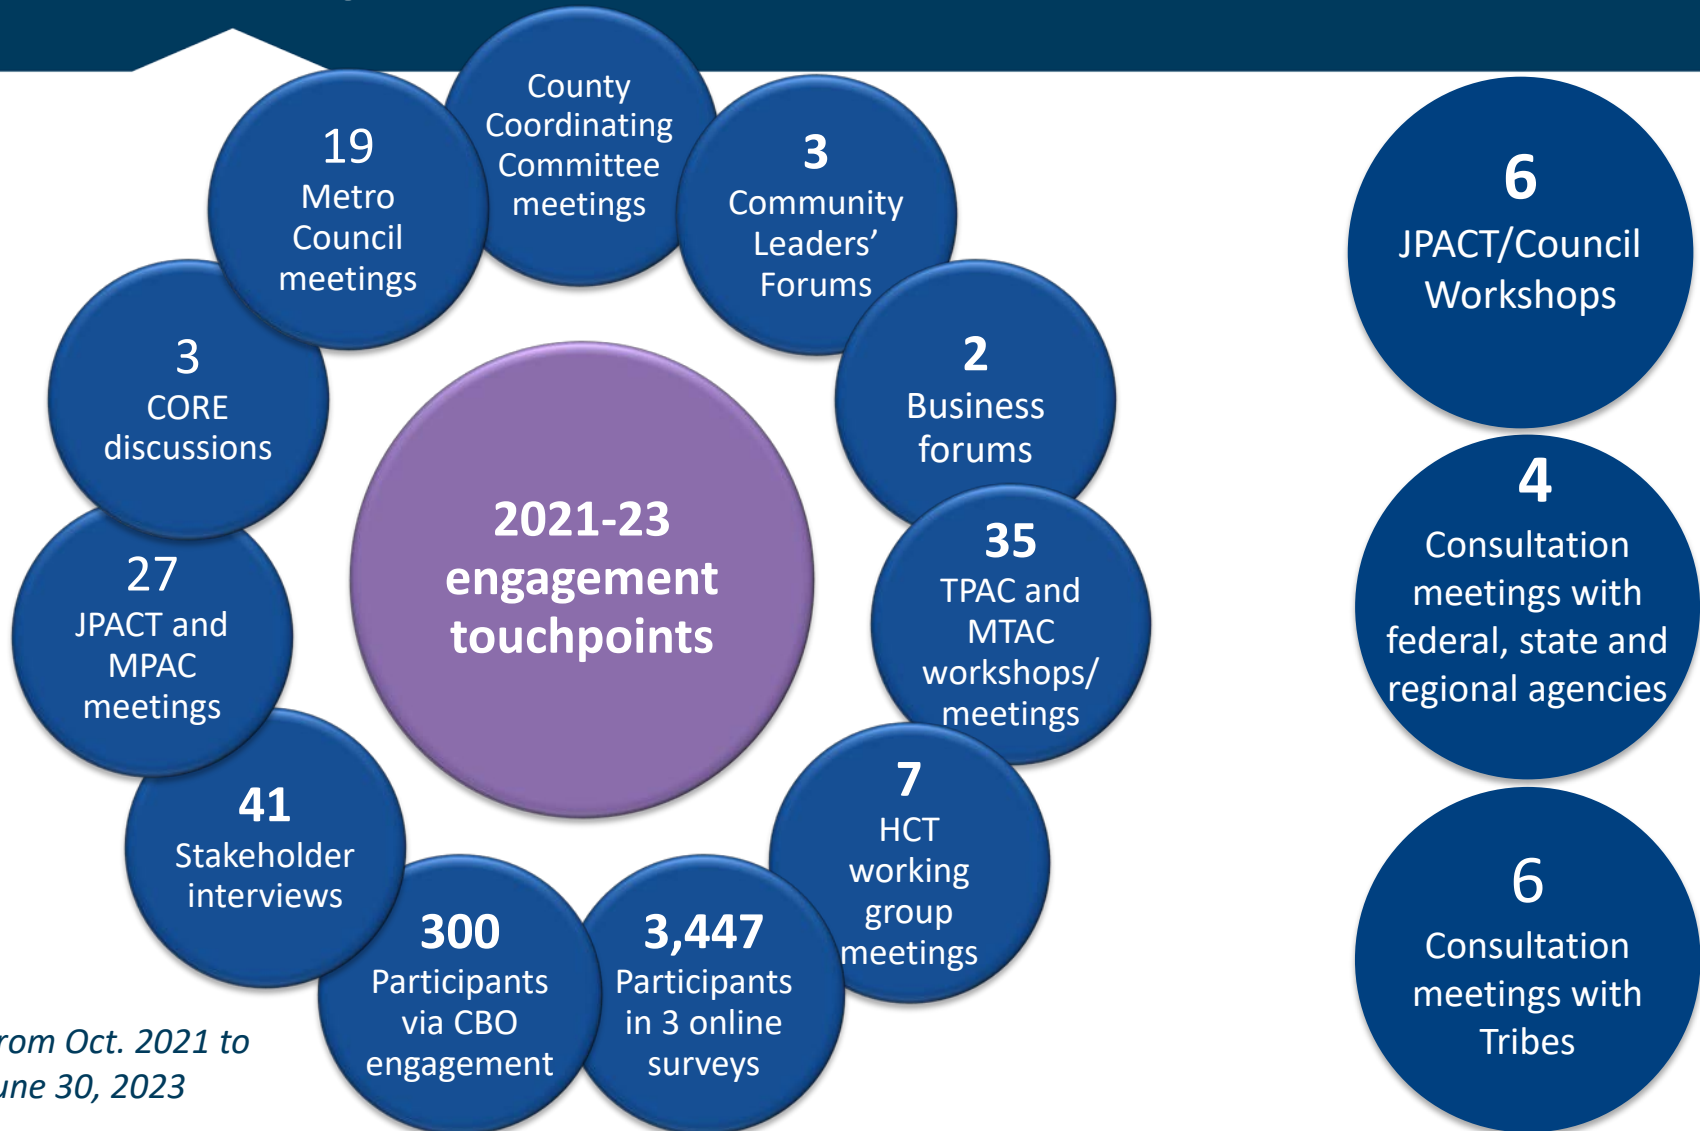 County
Coordinating
Committee
meetings
3
Community
Leaders’
Forums
2
Business
forums
35
TPAC and
MTAC
workshops/
meetings
7
HCT
working
group
meetings
3,447
Participants
in 3 online
surveys
300
Participants
via CBO
engagement
41
Stakeholder
interviews
27
JPACT and
MPAC
meetings
3
CORE
discussions
19
Metro
Council
meetings
2021-23
engagement
touchpoints
6
JPACT/Council
Workshops
4
Consultation
meetings with
federal, state and
regional agencies
6
Consultation
meetings with
Tribes
Oct. 2021 to
30, 2023